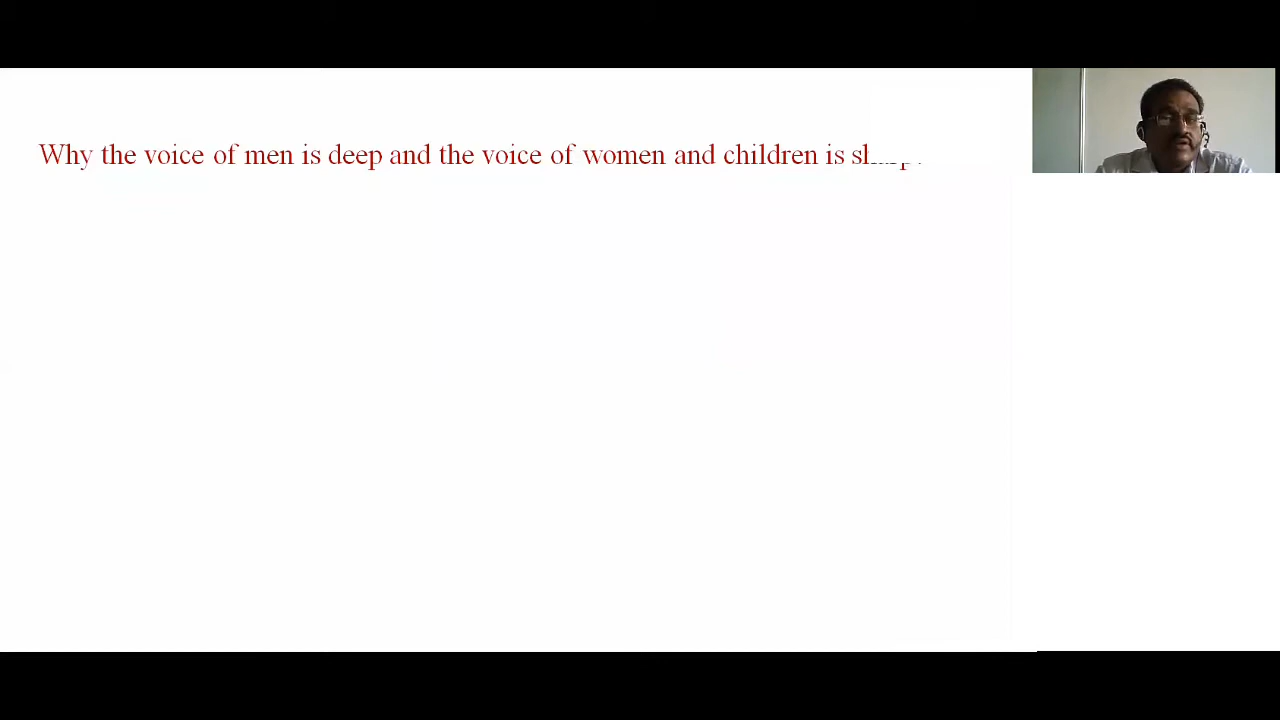 Why the voice of men is deep and the voice of women and children is